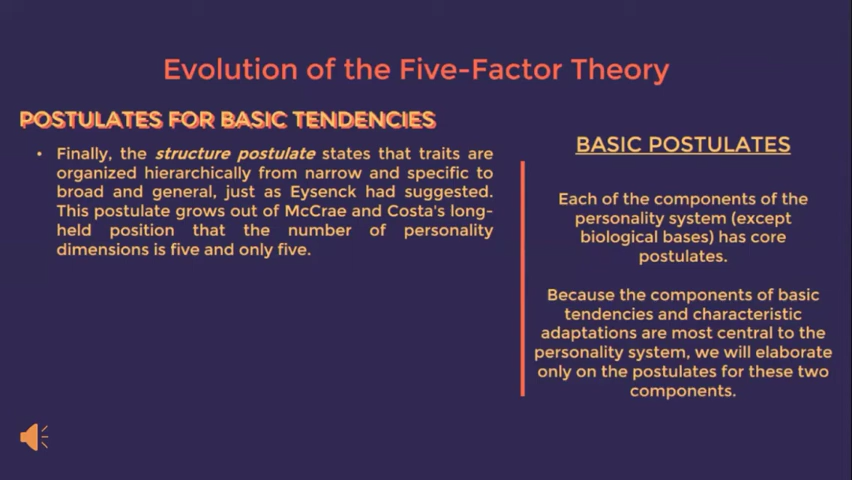 Evolution of the Five-Factor Theory
POSTULATES FOR BASIC TENDENCIES
• Finally, the structure postulate states that traits are
organized hierarchically from narrow and specific to
broad and general, just as Eysenck had suggested.
This postulate grows out of McCrae and Costa's long-
held position that the number of personality
dimensions is five and only five.
BASIC POSTULATES
Each of the components of the
personality system (except
biological bases) has core
postulates.
Because the components of basic
tendencies and characteristic
adaptations are most central to the
personality system, we will elaborate
only on the postulates for these two
components.